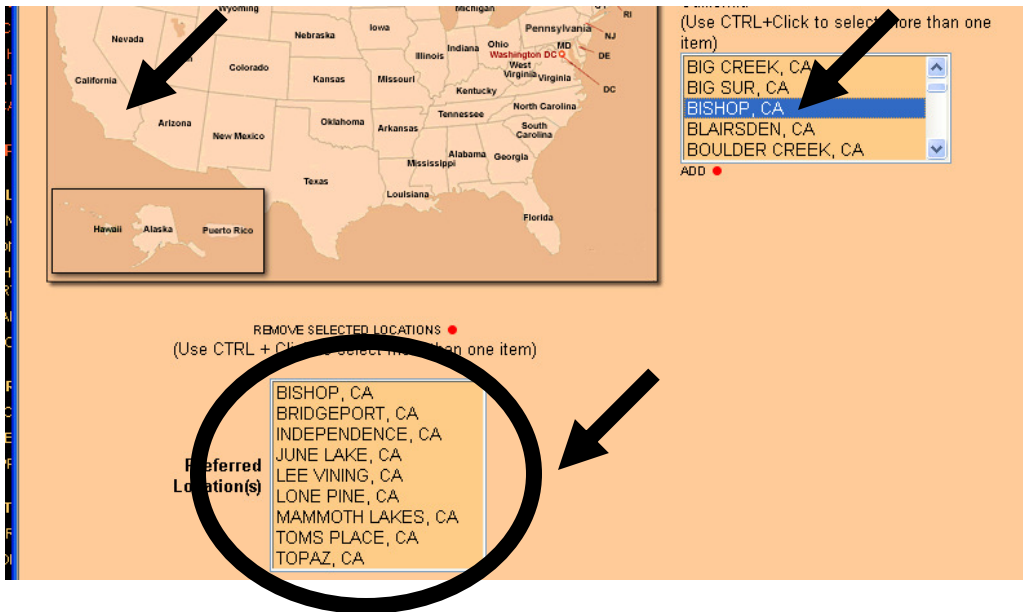 Wyoming
Michigan
CT
RI
Nevada
Nebraska
Iowa
Pennsylvania
NJ
Illinois
Indiana
Ohio
MD
Washington DC
DE
West
Virginia
Virginia
California
Colorado
Kansas
Missouri
Kentucky
DC
North Carolina
Tennessee
Arizona
New Mexico
Oklahoma
Arkansas
South
Carolina
Mississippi
Alabama
Georgia
Texas
Louisiana
Florida
Hawaii
Alaska
Puerto Rico
(Use CTRL+Click to select more than one
item)
BIG CREEK, CA
BIG SUR, CA
BISHOP, CA
BLAIRSDEN, CA
BOULDER CREEK, CA
ADD
REMOVE SELECTED LOCATIONS
(Use CTRL + Click to select more than one item)
Preferred
Location(s)
BISHOP, CA
BRIDGEPORT, CA
INDEPENDENCE, CA
JUNE LAKE, CA
LEE VINING, CA
LONE PINE, CA
MAMMOTH LAKES, CA
TOMS PLACE, CA
TOPAZ, CA